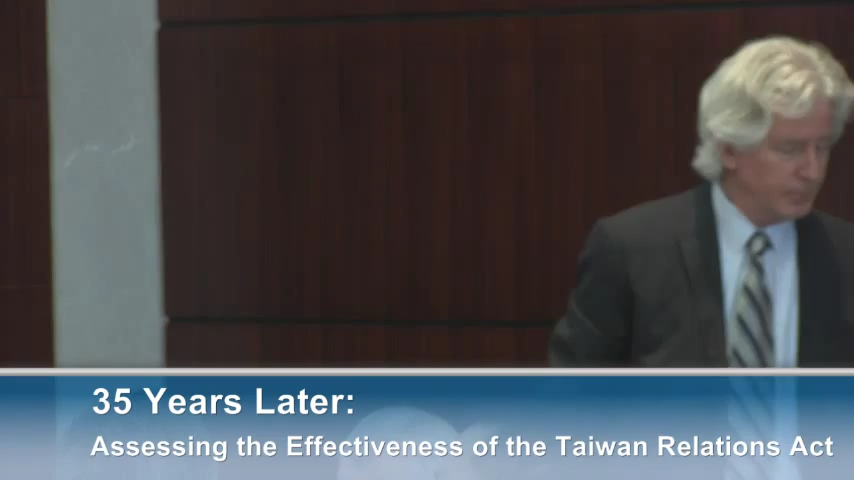 35 Years Later:
Assessing the Effectiveness of the Taiwan Relations Act